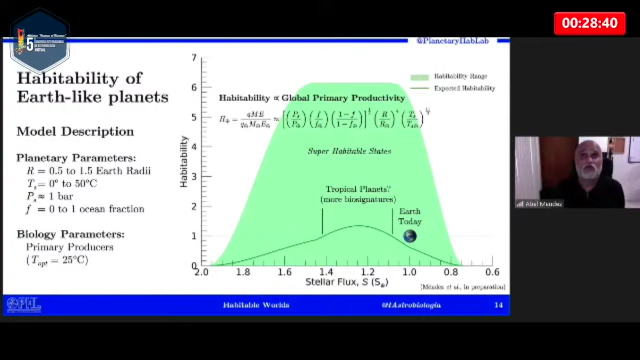 00:28:40
@PlanetaryHabLab
5
Habitability of
Earth-like planets
Model Description
Planetary Parameters:
R = 0.5 to 1.5 Earth Radii
Tₛ = 0° to 50°C
Pₛ ≈ 1 bar
f = 0 to 1 ocean fraction
Biology Parameters:
Primary Producers
(Tₒₚₜ = 25°C)
Habitability Range
Expected Habitability
Habitability ∝ Global Primary Productivity
Super Habitable States
Tropical Planets?
(more biosignatures)
Earth
Today
Habitability
7
6
5
4
3
2
1
0
2.0 1.8 1.6 1.4 1.2 1.0 0.8 0.6
Stellar Flux, S (S⊕)
(Méndez et al., in preparation)
Abel Mendez
Habitable Worlds
@HAstrobiologia
14